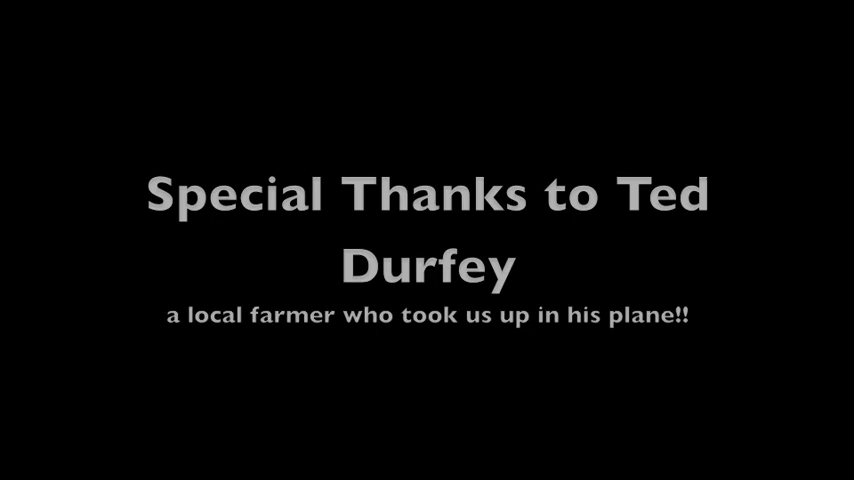 Special Thanks to Ted
Durfey
a local farmer who took us up in his plane!!